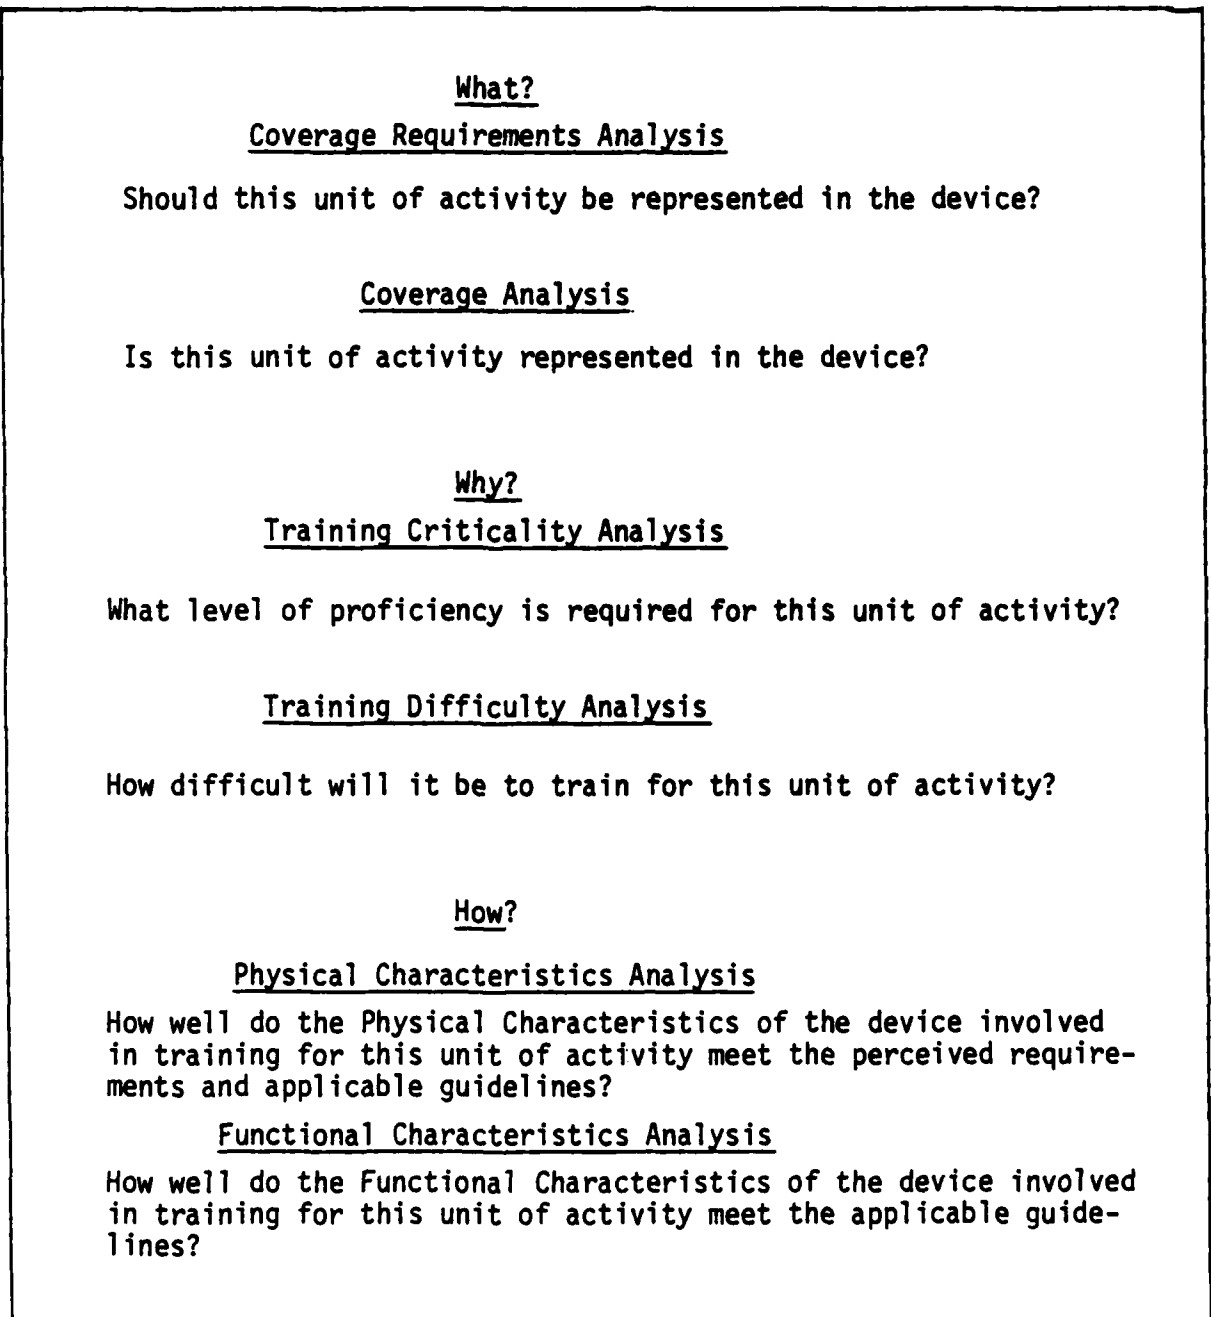 What?
Coverage Requirements Analysis
Should this unit of activity be represented in the device?
Coverage Analysis
Is this unit of activity represented in the device?
Why?
Training Criticality Analysis
What level of proficiency is required for this unit of activity?
Training Difficulty Analysis
How difficult will it be to train for this unit of activity?
How?
Physical Characteristics Analysis
How well do the Physical Characteristics of the device involved
in training for this unit of activity meet the perceived require-
ments and applicable guidelines?
Functional Characteristics Analysis
How well do the Functional Characteristics of the device involved
in training for this unit of activity meet the applicable guide-
lines?